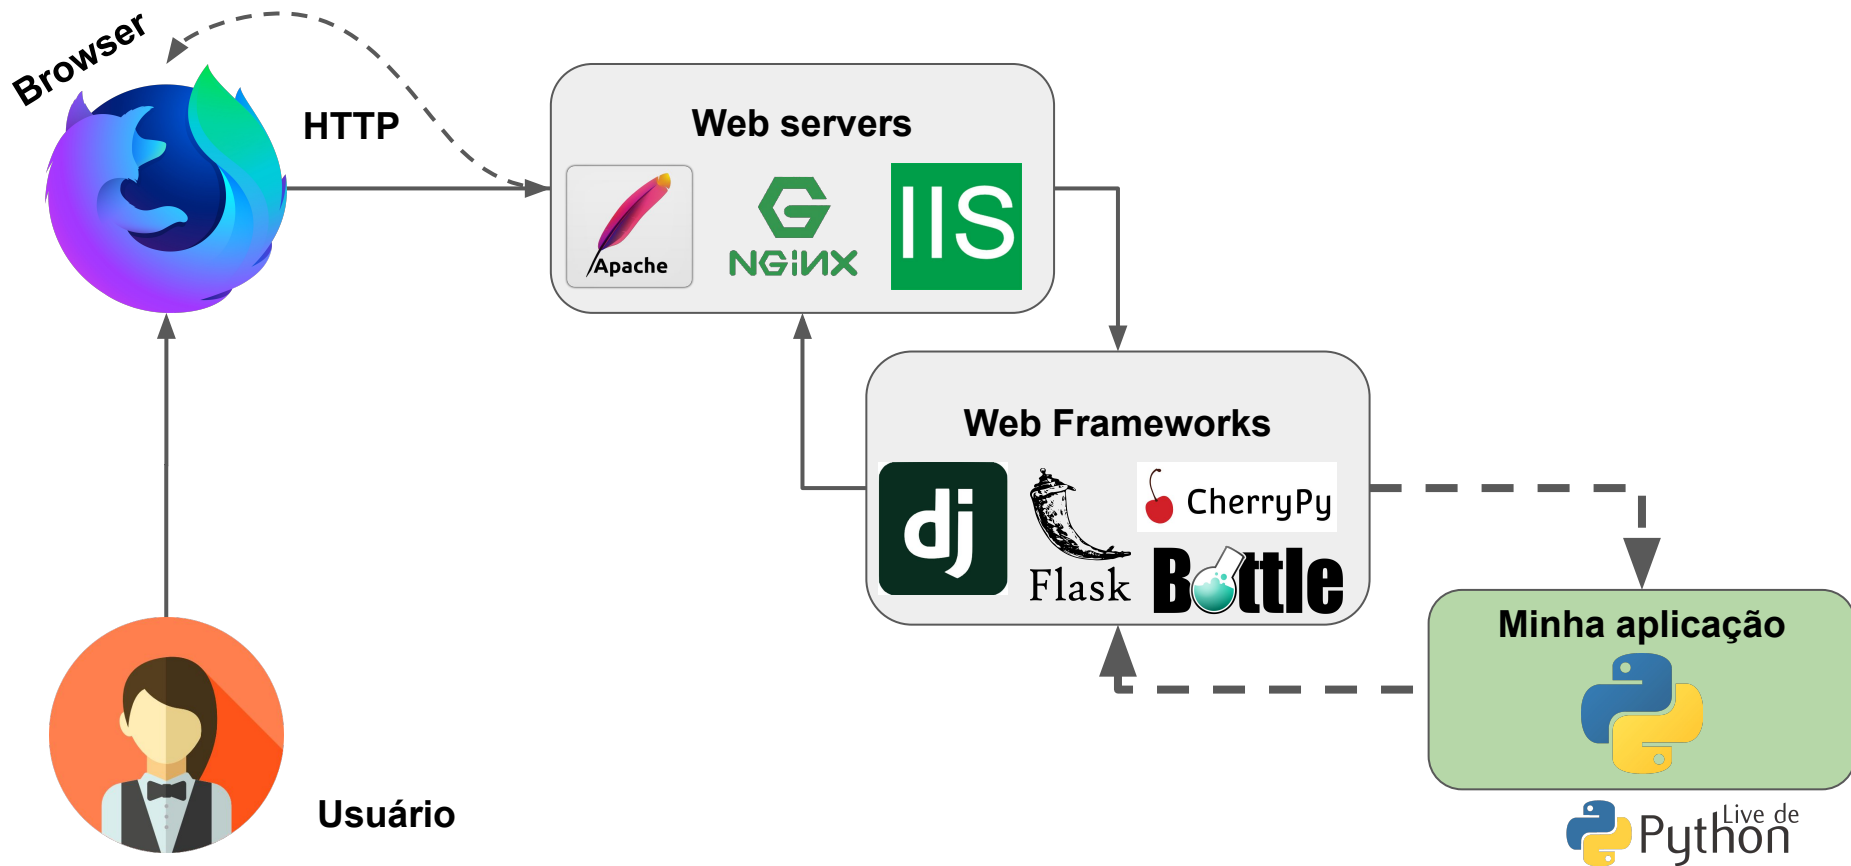 Browser
HTTP
Web servers
Apache
NGiNX
IIS
Web Frameworks
dj
Flask
CherryPy
Bottle
Minha aplicação
Usuário
Live de
Python